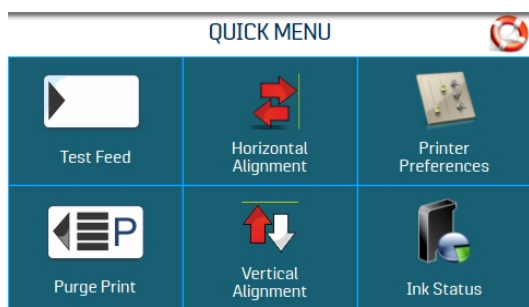 QUICK MENU
Test Feed
Horizontal
Alignment
Printer
Preferences
P
Purge Print
Vertical
Alignment
Ink Status